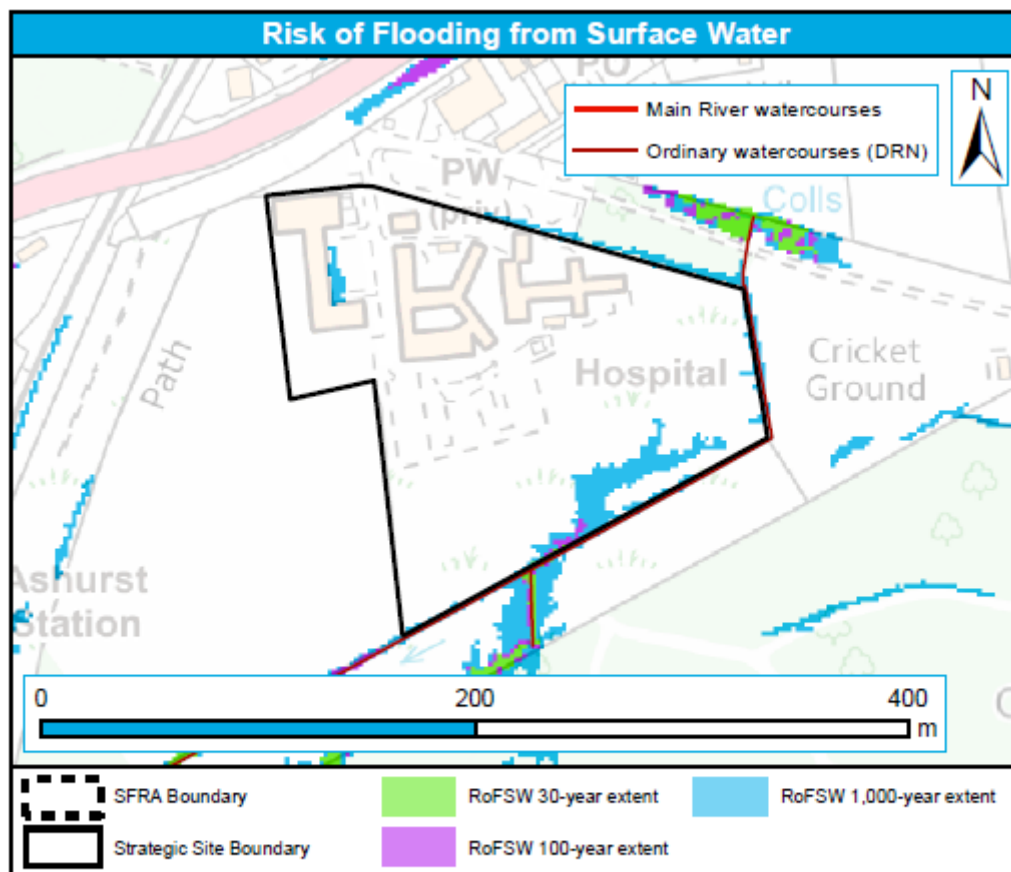 Risk of Flooding from Surface Water
PO
Main River watercourses
Ordinary watercourses (DRN)
N
PW
(priv)
Colls
Path
Hospital
Cricket
Ground
Ashurst
Station
0
200
400
m
SFRA Boundary
RoFSW 30-year extent
RoFSW 1,000-year extent
Strategic Site Boundary
RoFSW 100-year extent